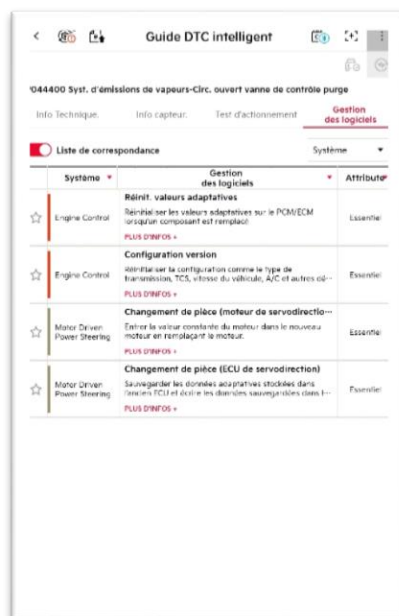 Guide DTC intelligent
P044400 Syst. d'émissions de vapeurs-Circ. ouvert vanne de contrôle purge
Info Technique.
Info capteur.
Test d'actionnement
Gestion
des logiciels
Liste de correspondance
Système
Système
Gestion
des logiciels
Attribute
Réinit. valeurs adaptatives
Engine Control
Réinitialiser les valeurs adaptatives sur le PCM/ECM
lorsqu'un composant est remplacé
Essentiel
PLUS D'INFOS +
Configuration version
Engine Control
Réinitialiser la configuration comme le type de
transmission, TCS, vitesse du véhicule, A/C et autres dé···
Essentiel
PLUS D'INFOS +
Changement de pièce (moteur de servodirectio···
Motor Driven
Power Steering
Entrer la valeur constante du moteur dans le nouveau
moteur en remplaçant le moteur.
Essentiel
PLUS D'INFOS +
Changement de pièce (ECU de servodirection)
Motor Driven
Power Steering
Sauvegarder les données adaptatives stockées dans
l'ancien ECU et écrire les données sauvegardées dans l···
Essentiel
PLUS D'INFOS +